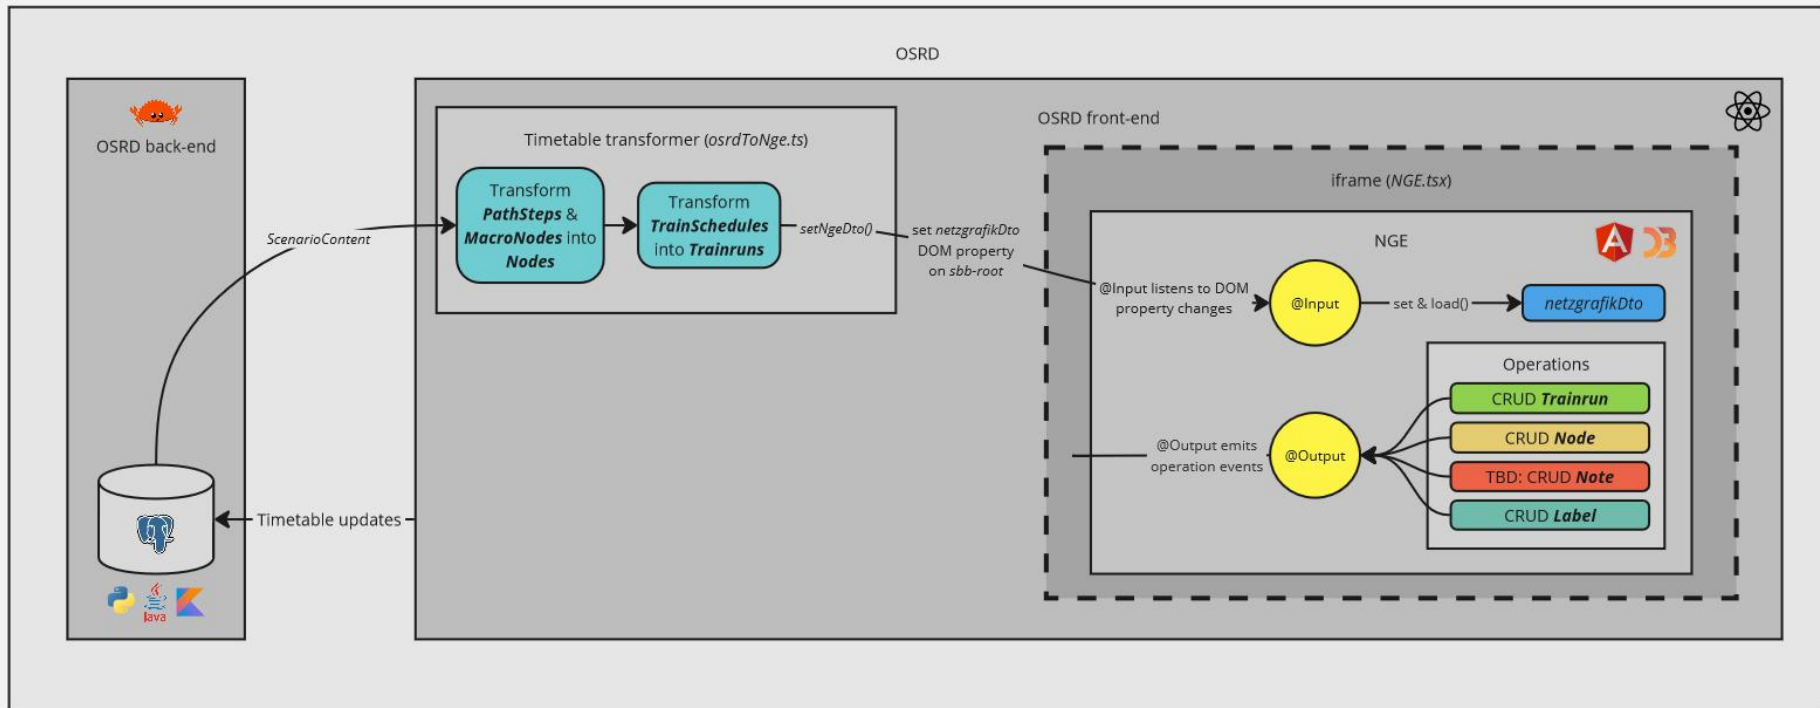 OSRD
OSRD back-end
ScenarioContent
Timetable updates
Java
Timetable transformer (osrdToNge.ts)
Transform
PathSteps &
MacroNodes into
Nodes
Transform
TrainSchedules
into Trainruns
setNgeDto()
set netzgrafikDto
DOM property
on sbb-root
OSRD front-end
iframe (NGE.tsx)
NGE
@Input listens to DOM
property changes
@Input
set & load()
netzgrafikDto
Operations
CRUD Trainrun
CRUD Node
TBD: CRUD Note
CRUD Label
@Output
@Output emits
operation events